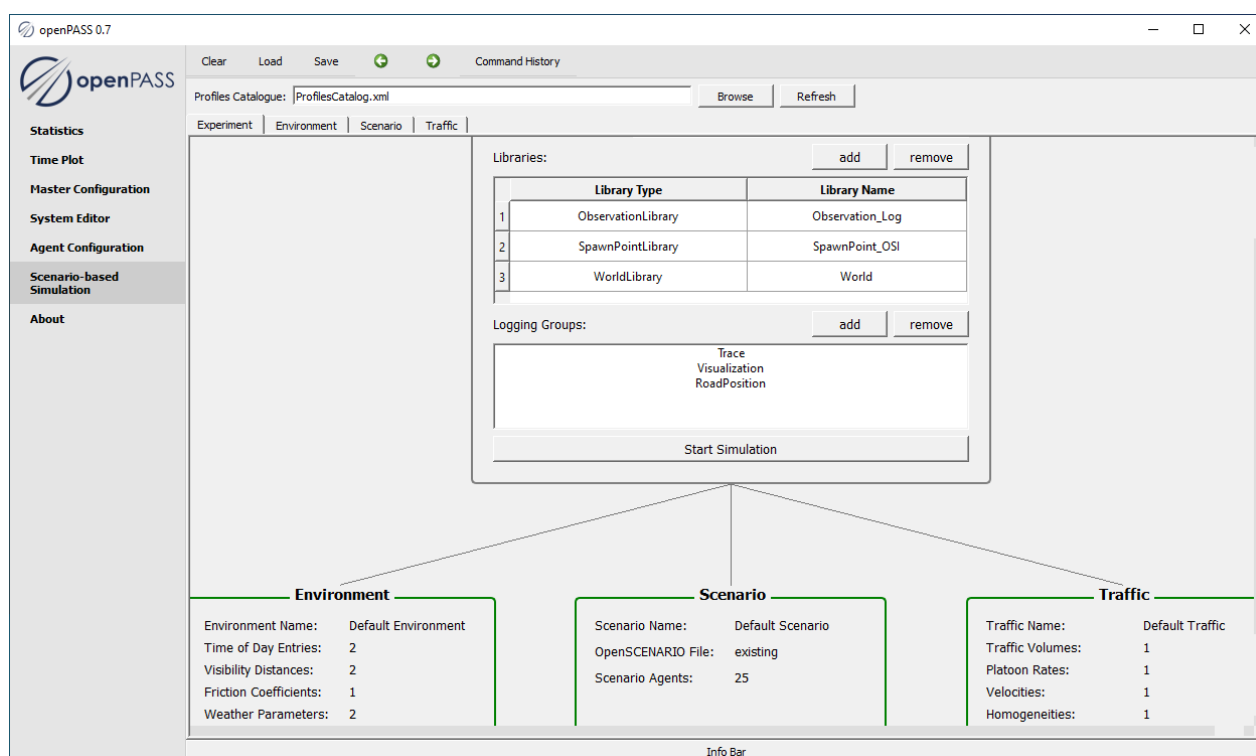 openPASS 0.7
openPASS
Statistics
Time Plot
Master Configuration
System Editor
Agent Configuration
Scenario-based
Simulation
About
Clear Load Save Command History
Profiles Catalogue: ProfilesCatalog.xml Browse Refresh
Experiment Environment Scenario Traffic
Libraries: add remove
Library Type Library Name
1 ObservationLibrary Observation_Log
2 SpawnPointLibrary SpawnPoint_OSI
3 WorldLibrary World
Logging Groups: add remove
Trace
Visualization
RoadPosition
Start Simulation
Environment
Environment Name: Default Environment
Time of Day Entries: 2
Visibility Distances: 2
Friction Coefficients: 1
Weather Parameters: 2
Scenario
Scenario Name: Default Scenario
OpenSCENARIO File: existing
Scenario Agents: 25
Traffic
Traffic Name: Default Traffic
Traffic Volumes: 1
Platoon Rates: 1
Velocities: 1
Homogeneities: 1
Info Bar